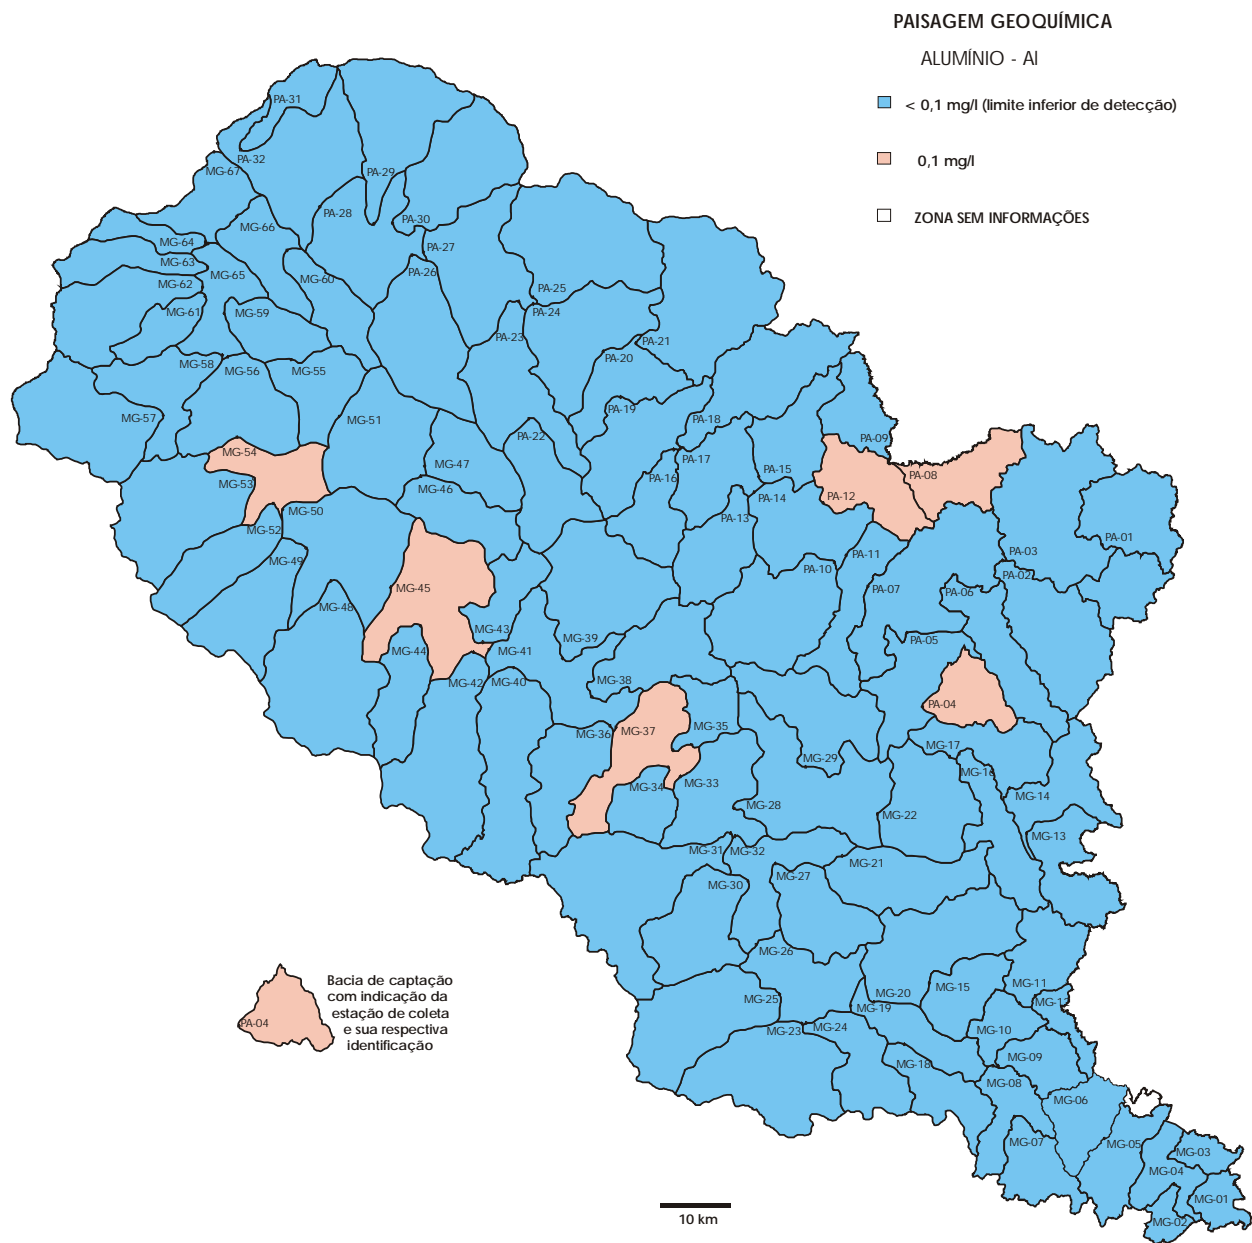 PAISAGEM GEOQUÍMICA
ALUMÍNIO - Al
< 0,1 mg/l (limite inferior de detecção)
0,1 mg/l
ZONA SEM INFORMAÇÕES
PA-31
PA-32
MG-67
PA-29
PA-28
PA-30
MG-66
MG-64
PA-27
MG-63
PA-26
MG-65
MG-60
MG-62
PA-25
MG-61
MG-59
PA-24
PA-23
PA-21
PA-20
MG-58
MG-56
MG-55
PA-19
MG-57
MG-51
PA-18
PA-22
PA-09
MG-54
PA-17
MG-47
PA-15
PA-08
PA-16
MG-53
MG-46
PA-14
PA-12
MG-50
PA-13
MG-52
PA-01
PA-03
PA-11
MG-49
PA-10
PA-02
MG-45
PA-07
PA-06
MG-48
MG-43
MG-39
PA-05
MG-44
MG-41
MG-42
MG-40
MG-38
PA-04
MG-36
MG-37
MG-35
MG-17
MG-29
MG-16
MG-34
MG-33
MG-14
MG-28
MG-22
MG-13
MG-31
MG-32
MG-21
MG-30
MG-27
MG-26
MG-11
MG-15
MG-20
MG-25
MG-12
MG-19
MG-23
MG-24
MG-10
MG-09
MG-18
MG-08
MG-06
MG-07
MG-05
MG-03
MG-04
MG-01
MG-02
Bacia de captação
com indicação da
estação de coleta
e sua respectiva
identificação
PA-04
10 km